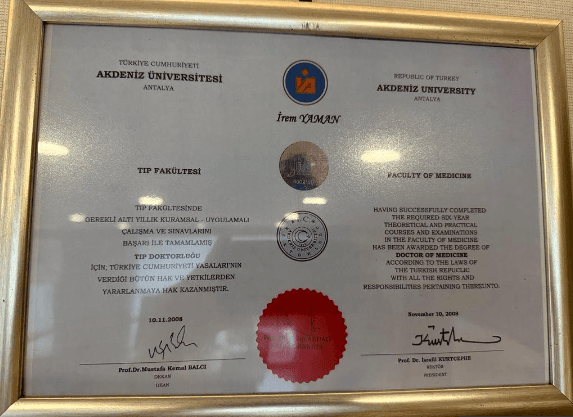 TÜRKİYE CUMHURİYETİ
AKDENİZ ÜNİVERSİTESİ
ANTALYA
REPUBLIC OF TURKEY
AKDENIZ UNIVERSITY
ANTALYA
İrem YAMAN
TIP FAKÜLTESİ
TIP FAKÜLTESİNDE
GEREKLİ ALTI YILLIK KURAMSAL - UYGULAMALI
ÇALIŞMA VE SINAVLARINI
BAŞARI İLE TAMAMLAMIŞ
TIP DOKTORLUĞU
İÇİN, TÜRKİYE CUMHURİYETİ YASALARI'NIN
VERDİĞİ BÜTÜN HAK VE YETKİLERDEN
YARARLANMAYA HAK KAZANMIŞTIR.
FACULTY OF MEDICINE
HAVING SUCCESSFULLY COMPLETED
THE REQUIRED SIX-YEAR
THEORETICAL AND PRACTICAL
COURSES AND EXAMINATIONS
IN THE FACULTY OF MEDICINE
HAS BEEN AWARDED THE DEGREE OF
DOCTOR OF MEDICINE
ACCORDING TO THE LAWS OF
THE TURKISH REPUCLIC
WITH ALL THE RIGHTS AND
RESPONSIBILITIES PERTAINING THEREUNTO.
10.11.2008
Prof.Dr.Mustafa Kemal BALCI
DEKAN
DEAN
November 10, 2008
Prof. Dr. İsrafil KURTCEPHE
REKTÖR
PRESIDENT